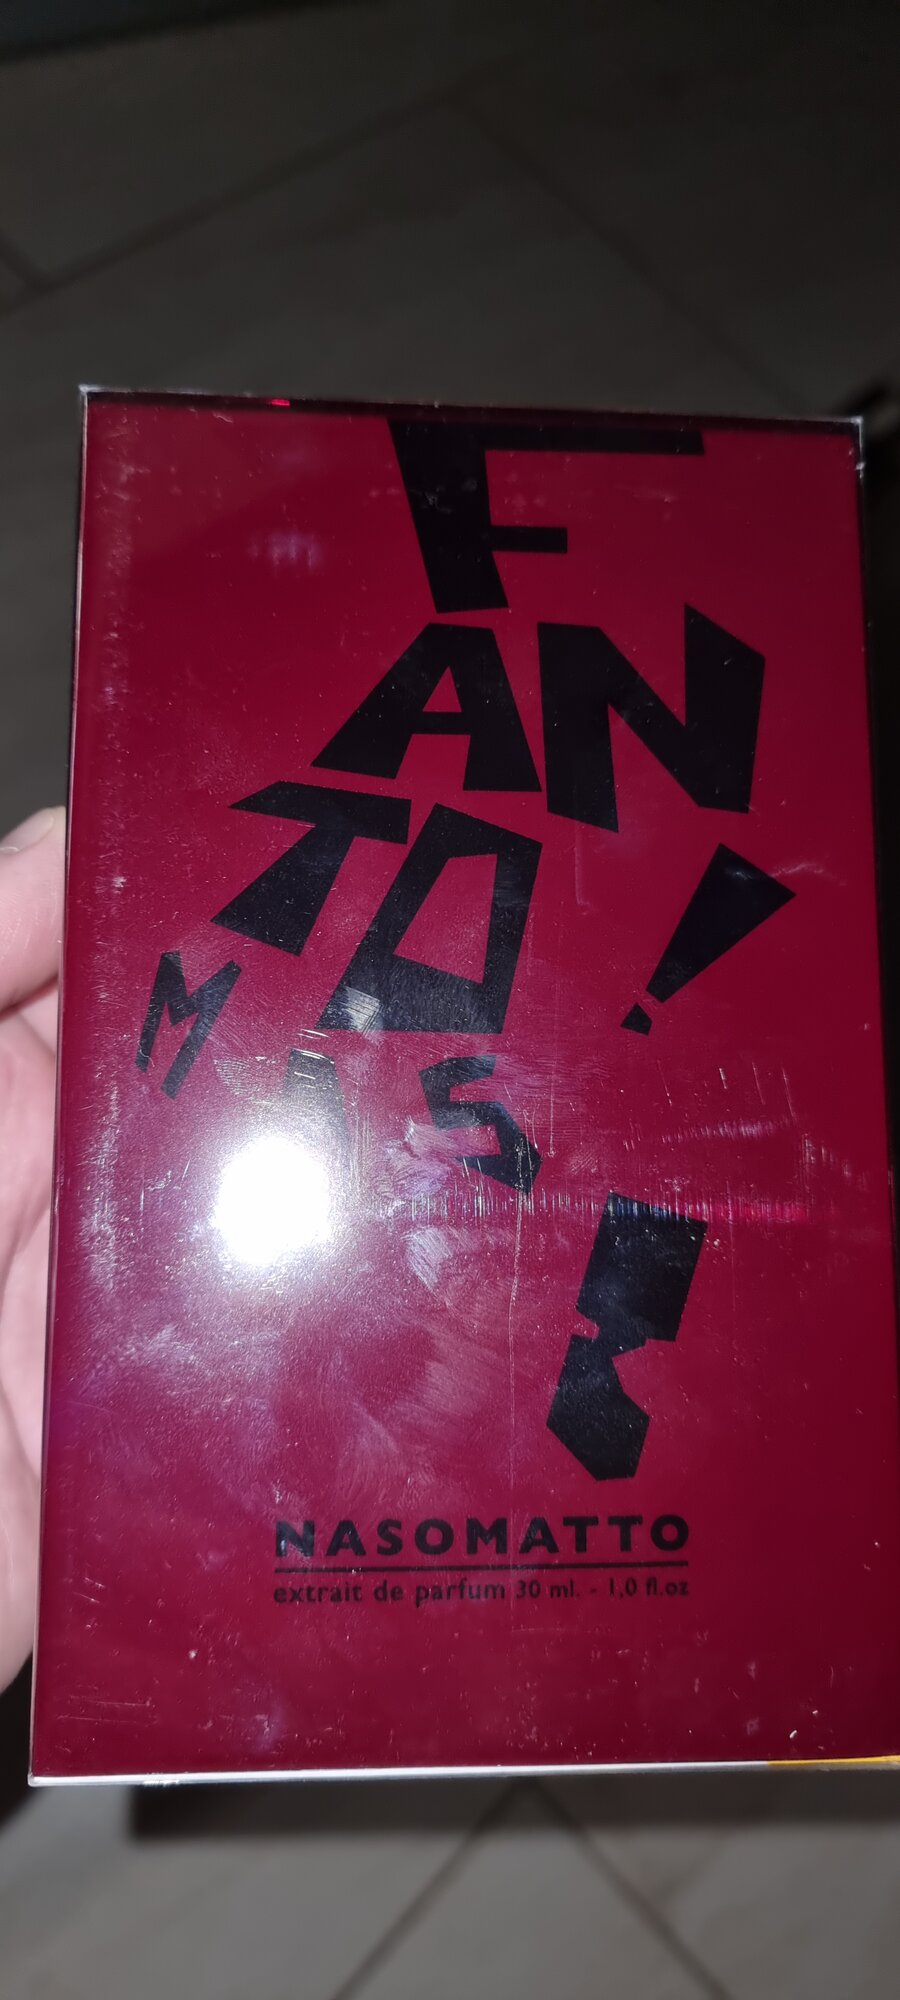 F
AN
TO!
MAS
NASOMATTO
extrait de parfum 30 ml. - 1,0 fl.oz